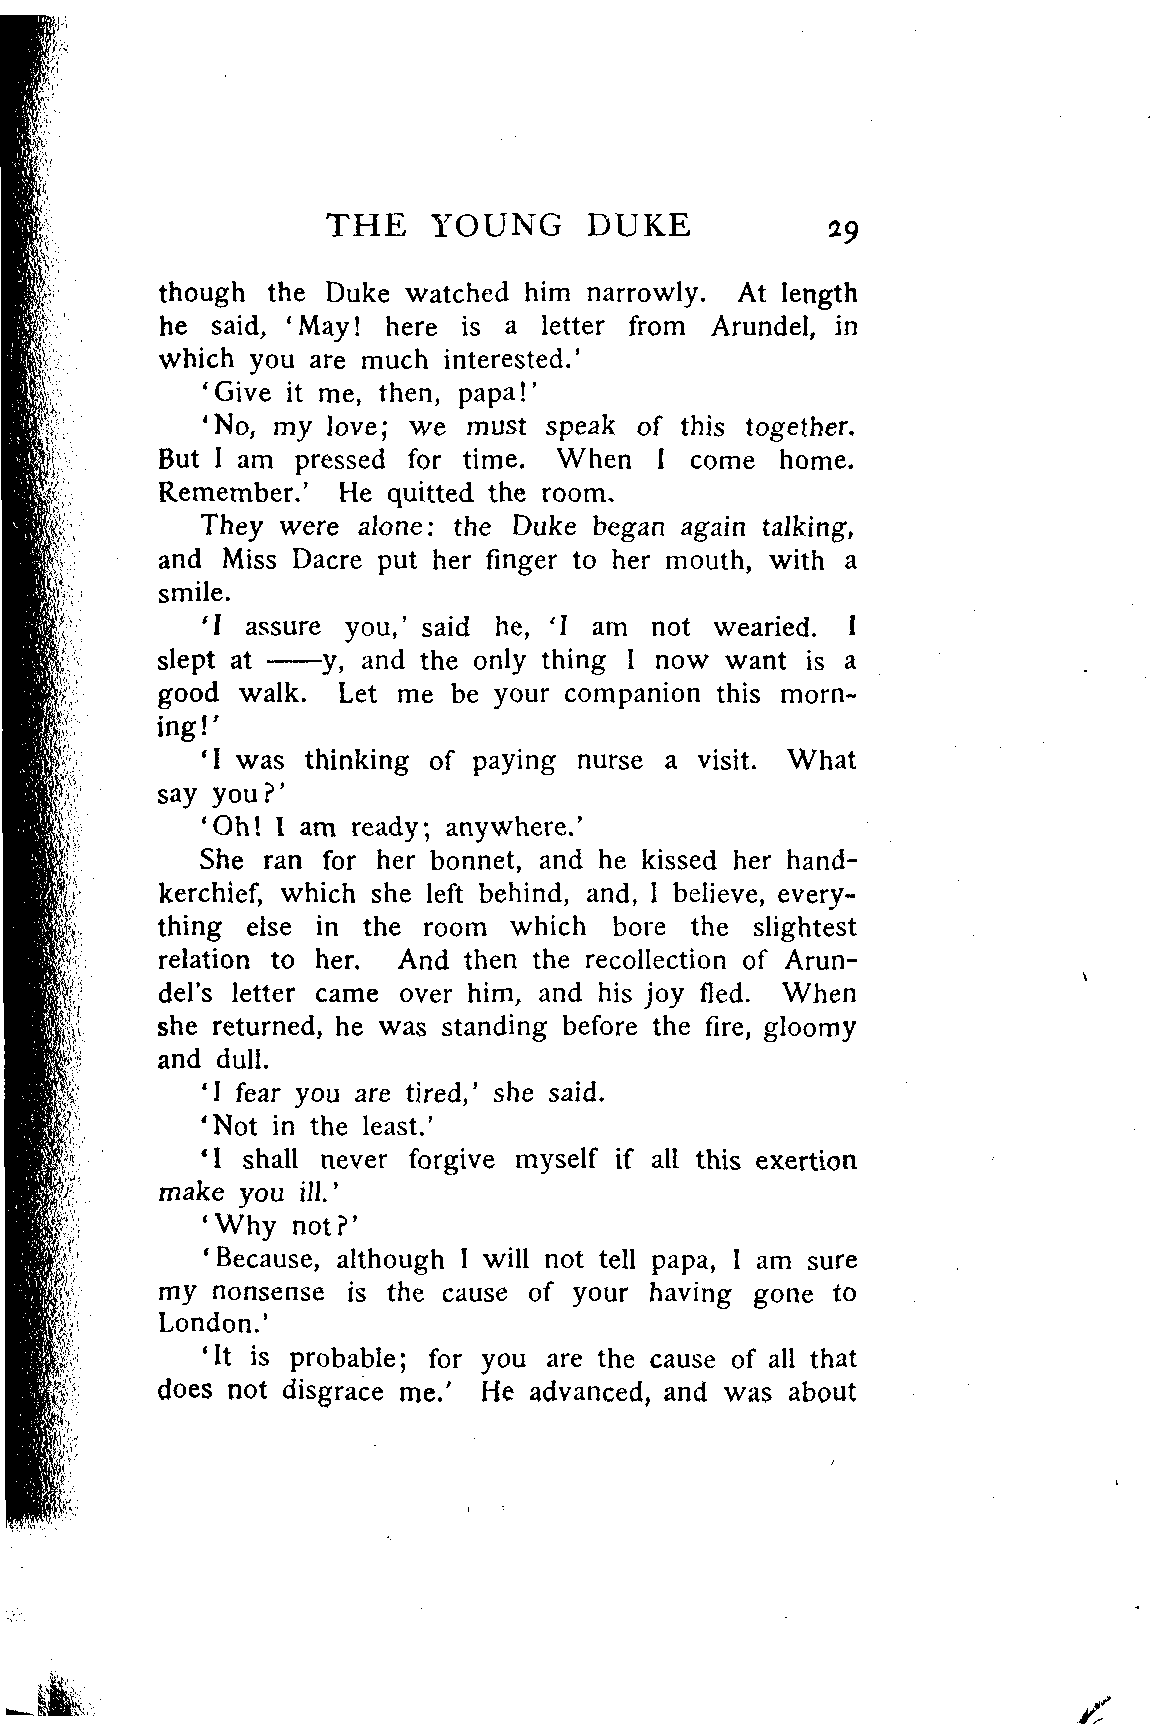 THE YOUNG DUKE 29
though the Duke watched him narrowly. At length
he said, ‘May! here is a letter from Arundel, in
which you are much interested.’
‘Give it me, then, papa!’
‘No, my love; we must speak of this together.
But I am pressed for time. When I come home.
Remember.’ He quitted the room.
They were alone: the Duke began again talking,
and Miss Dacre put her finger to her mouth, with a
smile.
‘I assure you,’ said he, ‘I am not wearied. I
slept at ——y, and the only thing I now want is a
good walk. Let me be your companion this morn-
ing!’
‘I was thinking of paying nurse a visit. What
say you?’
‘Oh! I am ready; anywhere.’
She ran for her bonnet, and he kissed her hand-
kerchief, which she left behind, and, I believe, every-
thing else in the room which bore the slightest
relation to her. And then the recollection of Arun-
del’s letter came over him, and his joy fled. When
she returned, he was standing before the fire, gloomy
and dull.
‘I fear you are tired,’ she said.
‘Not in the least.’
‘I shall never forgive myself if all this exertion
make you ill.’
‘Why not?’
‘Because, although I will not tell papa, I am sure
my nonsense is the cause of your having gone to
London.’
‘It is probable; for you are the cause of all that
does not disgrace me.’ He advanced, and was about